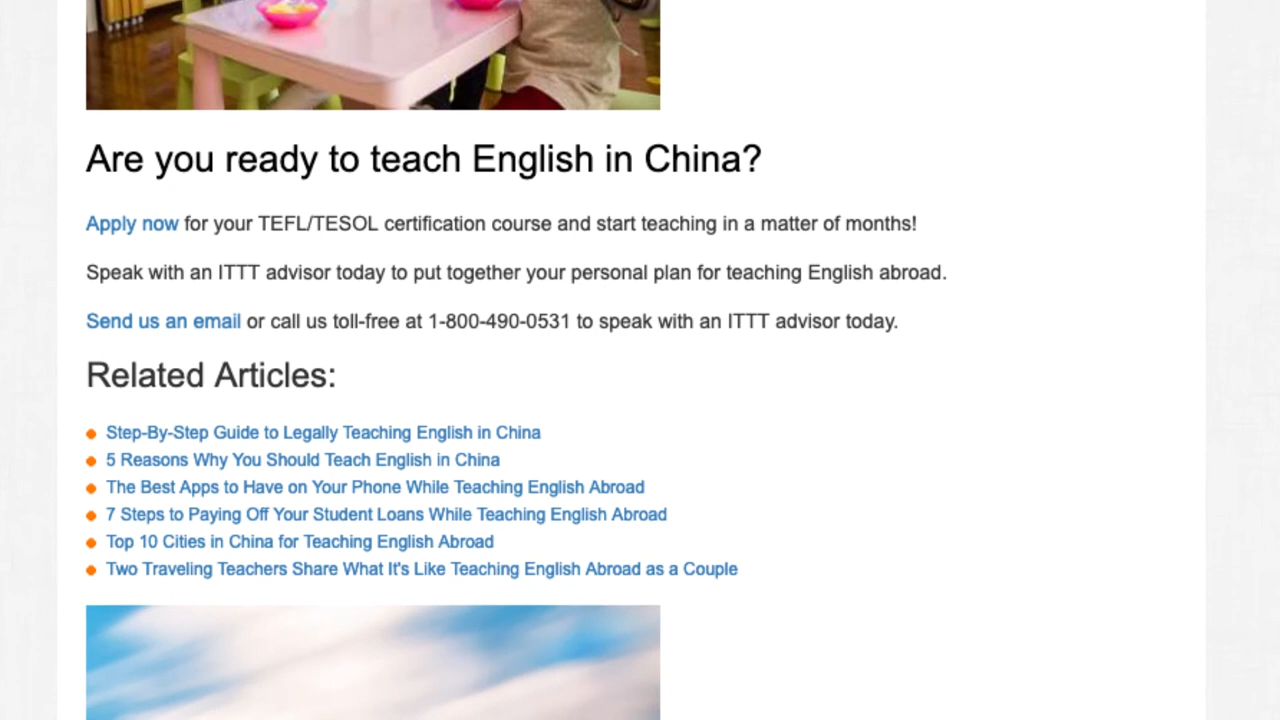 Are you ready to teach English in China?
Apply now for your TEFL/TESOL certification course and start teaching in a matter of months!
Speak with an ITTT advisor today to put together your personal plan for teaching English abroad.
Send us an email or call us toll-free at 1-800-490-0531 to speak with an ITTT advisor today.
Related Articles:
Step-By-Step Guide to Legally Teaching English in China
5 Reasons Why You Should Teach English in China
The Best Apps to Have on Your Phone While Teaching English Abroad
7 Steps to Paying Off Your Student Loans While Teaching English Abroad
Top 10 Cities in China for Teaching English Abroad
Two Traveling Teachers Share What It's Like Teaching English Abroad as a Couple